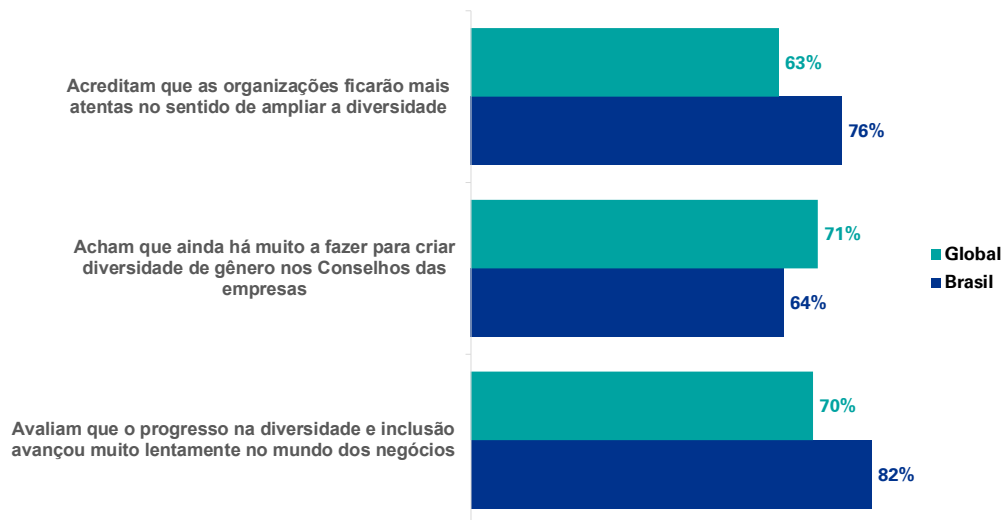 Acreditam que as organizações ficarão mais
atentas no sentido de ampliar a diversidade
63%
76%
Acham que ainda há muito a fazer para criar
diversidade de gênero nos Conselhos das
empresas
71%
64%
Avaliam que o progresso na diversidade e inclusão
avançou muito lentamente no mundo dos negócios
70%
82%
Global
Brasil